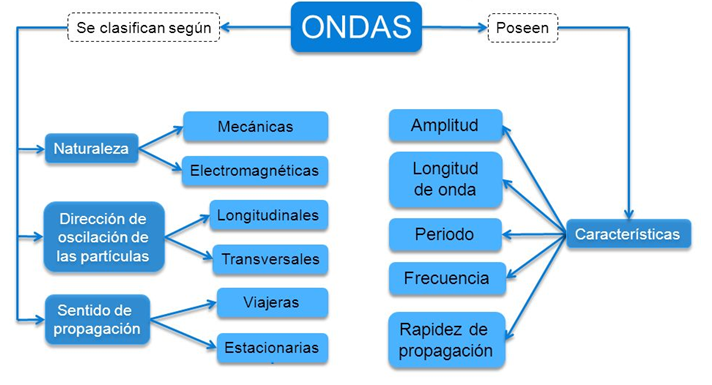 ONDAS
Se clasifican según
Poseen
Naturaleza
Mecánicas
Electromagnéticas
Dirección de
oscilación de
las partículas
Longitudinales
Transversales
Sentido de
propagación
Viajeras
Estacionarias
Características
Amplitud
Longitud
de onda
Periodo
Frecuencia
Rapidez de
propagación